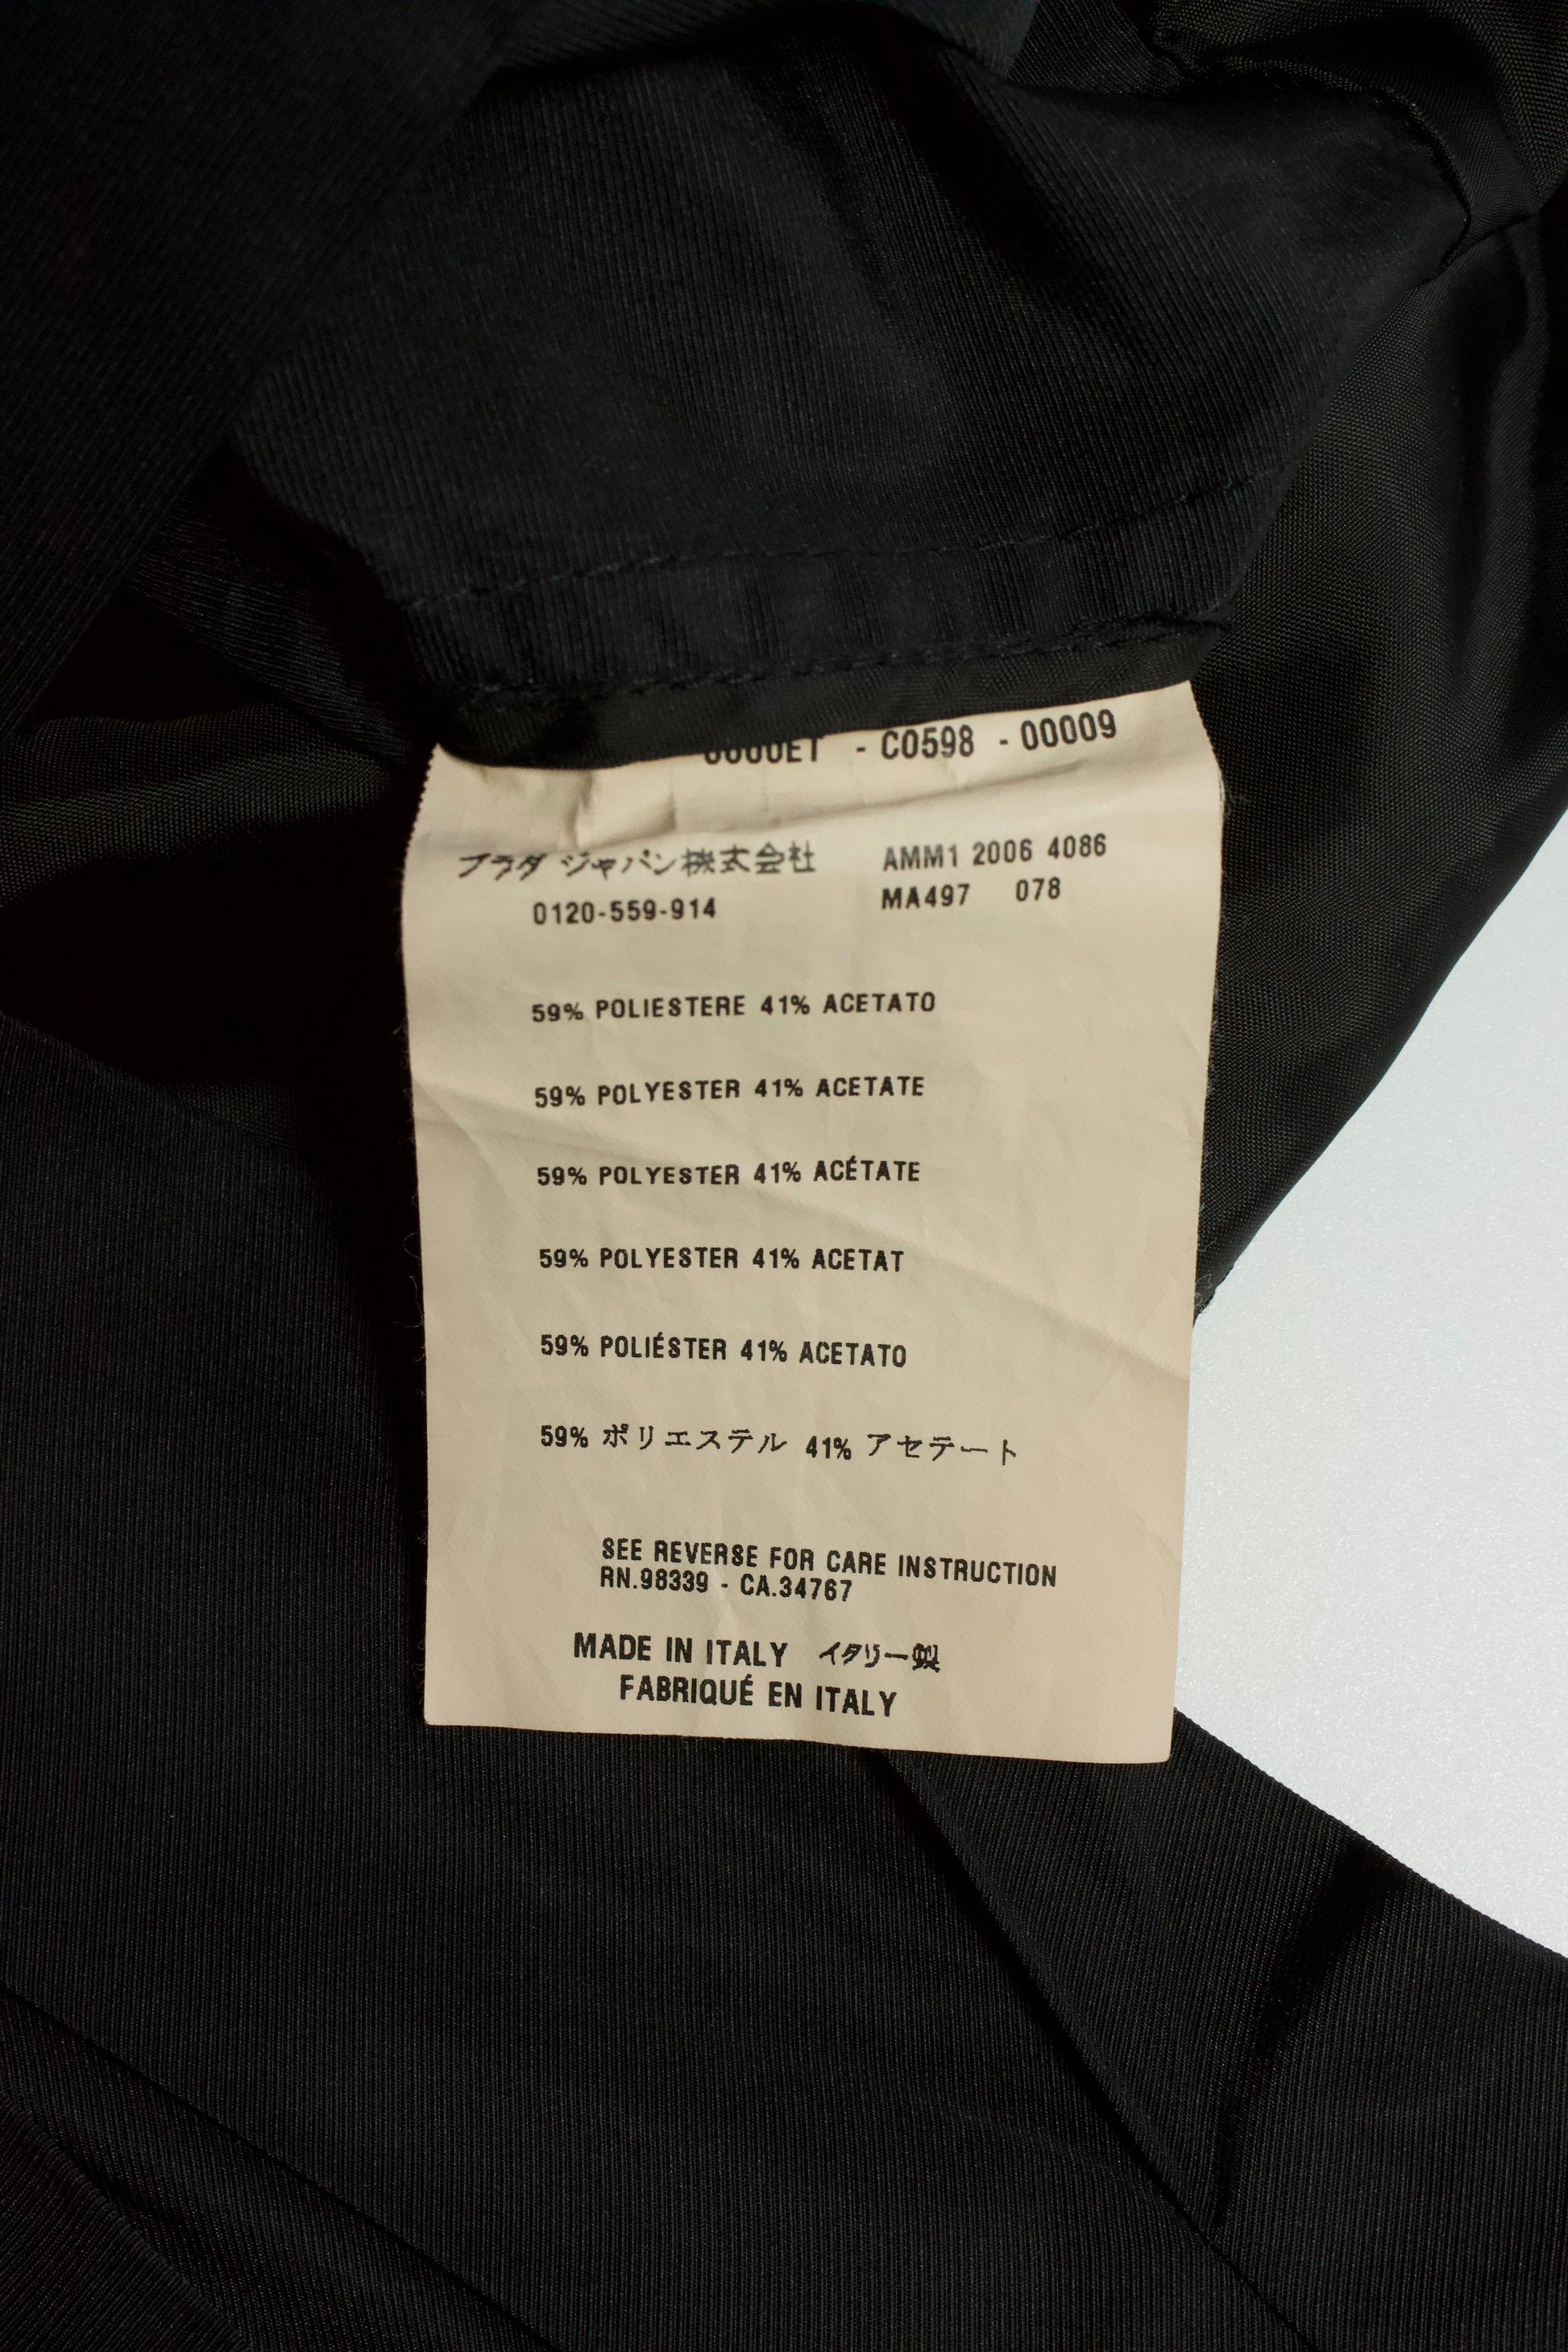 - C0598 - 00009
プラダ ジャパン株式会社 AMM1 2006 4086
0120-559-914 MA497 078
59% POLIESTERE 41% ACETATO
59% POLYESTER 41% ACETATE
59% POLYESTER 41% ACÉTATE
59% POLYESTER 41% ACETAT
59% POLIÉSTER 41% ACETATO
59% ポリエステル 41% アセテート
SEE REVERSE FOR CARE INSTRUCTION
RN.98339 - CA.34767
MADE IN ITALY イタリー製
FABRIQUÉ EN ITALY